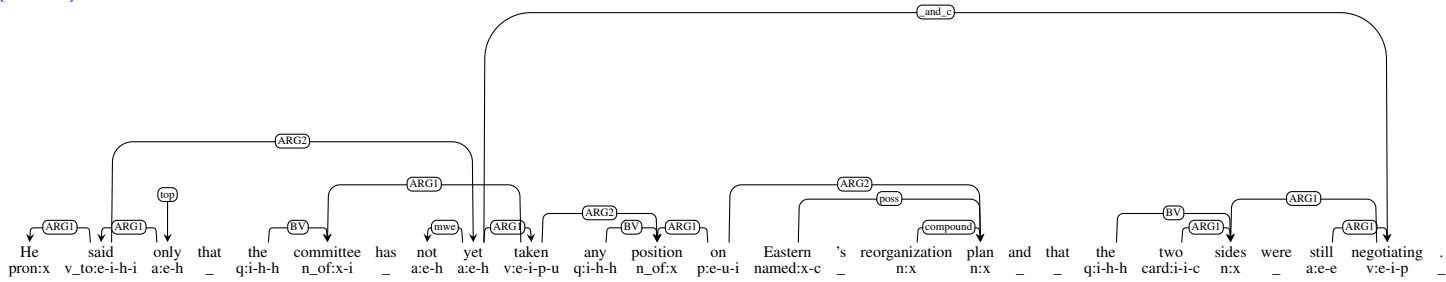 _and_c
ARG2
top
ARG1
ARG2
poss
ARG1
ARG1 ARG1 BV mwe ARG1 ARG2 BV ARG1 compound BV ARG1 ARG1
He said only that the committee has not yet taken any position on Eastern 's reorganization plan and that the two sides were still negotiating .
pron:x v_to:e-i-h-i a:e-h _ q:i-h-h n_of:x-i _ a:e-h a:e-h v:e-i-p-u q:i-h-h n_of:x p:e-u-i named:x-c _ n:x n:x _ _ q:i-h-h card:i-i-c n:x _ a:e-e v:e-i-p _